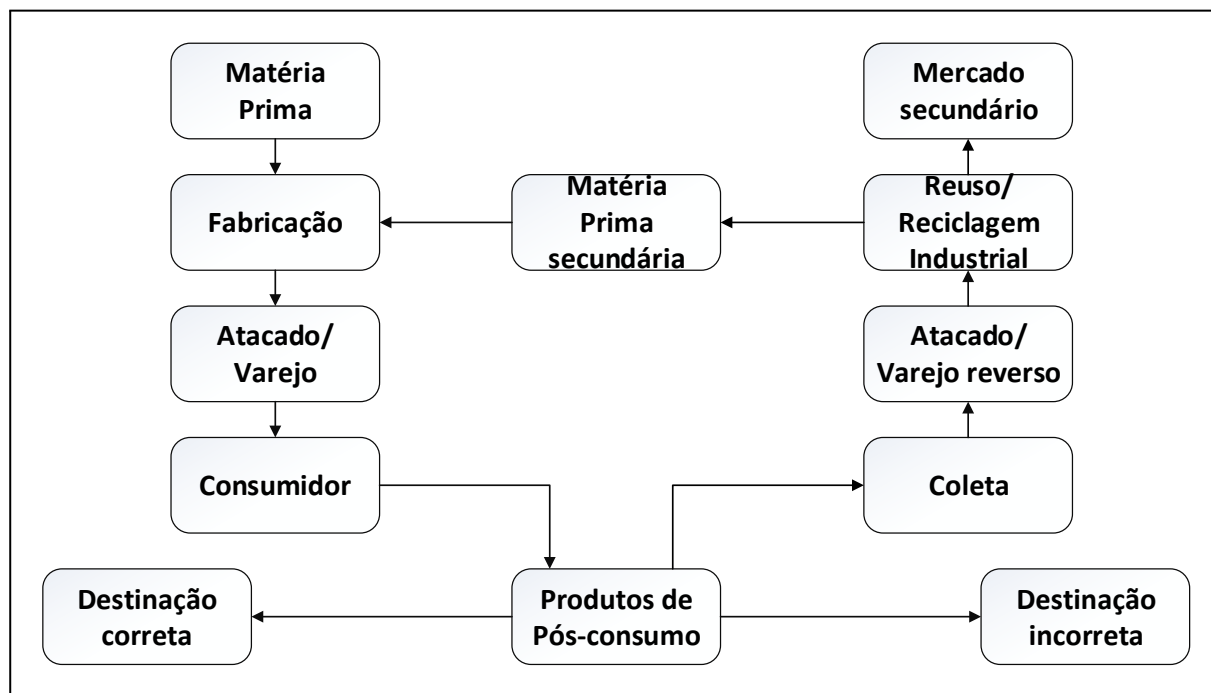 Matéria
Prima
Mercado
secundário
Fabricação
Matéria
Prima
secundária
Reuso/
Reciclagem
Industrial
Atacado/
Varejo
Atacado/
Varejo reverso
Consumidor
Coleta
Destinação
correta
Produtos de
Pós-consumo
Destinação
incorreta